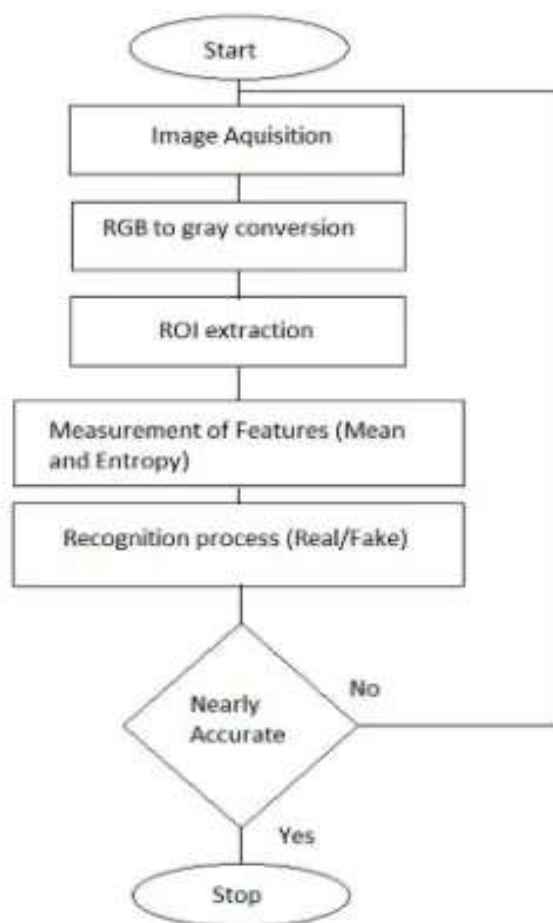 Start
Image Aquisition
RGB to gray conversion
ROI extraction
Measurement of Features (Mean
and Entropy)
Recognition process (Real/Fake)
Nearly
Accurate
No
Yes
Stop